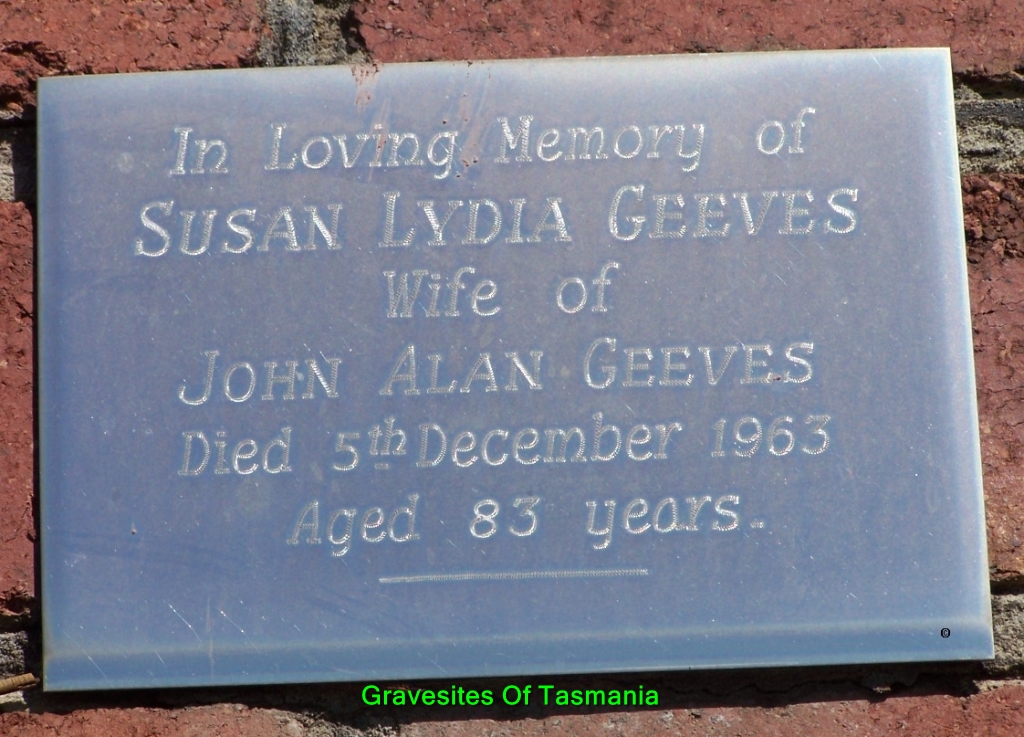 In Loving Memory of
SUSAN LYDIA GEEVES
Wife of
JOHN ALAN GEEVES
Died 5th December 1963
Aged 83 years.
Gravesites Of Tasmania